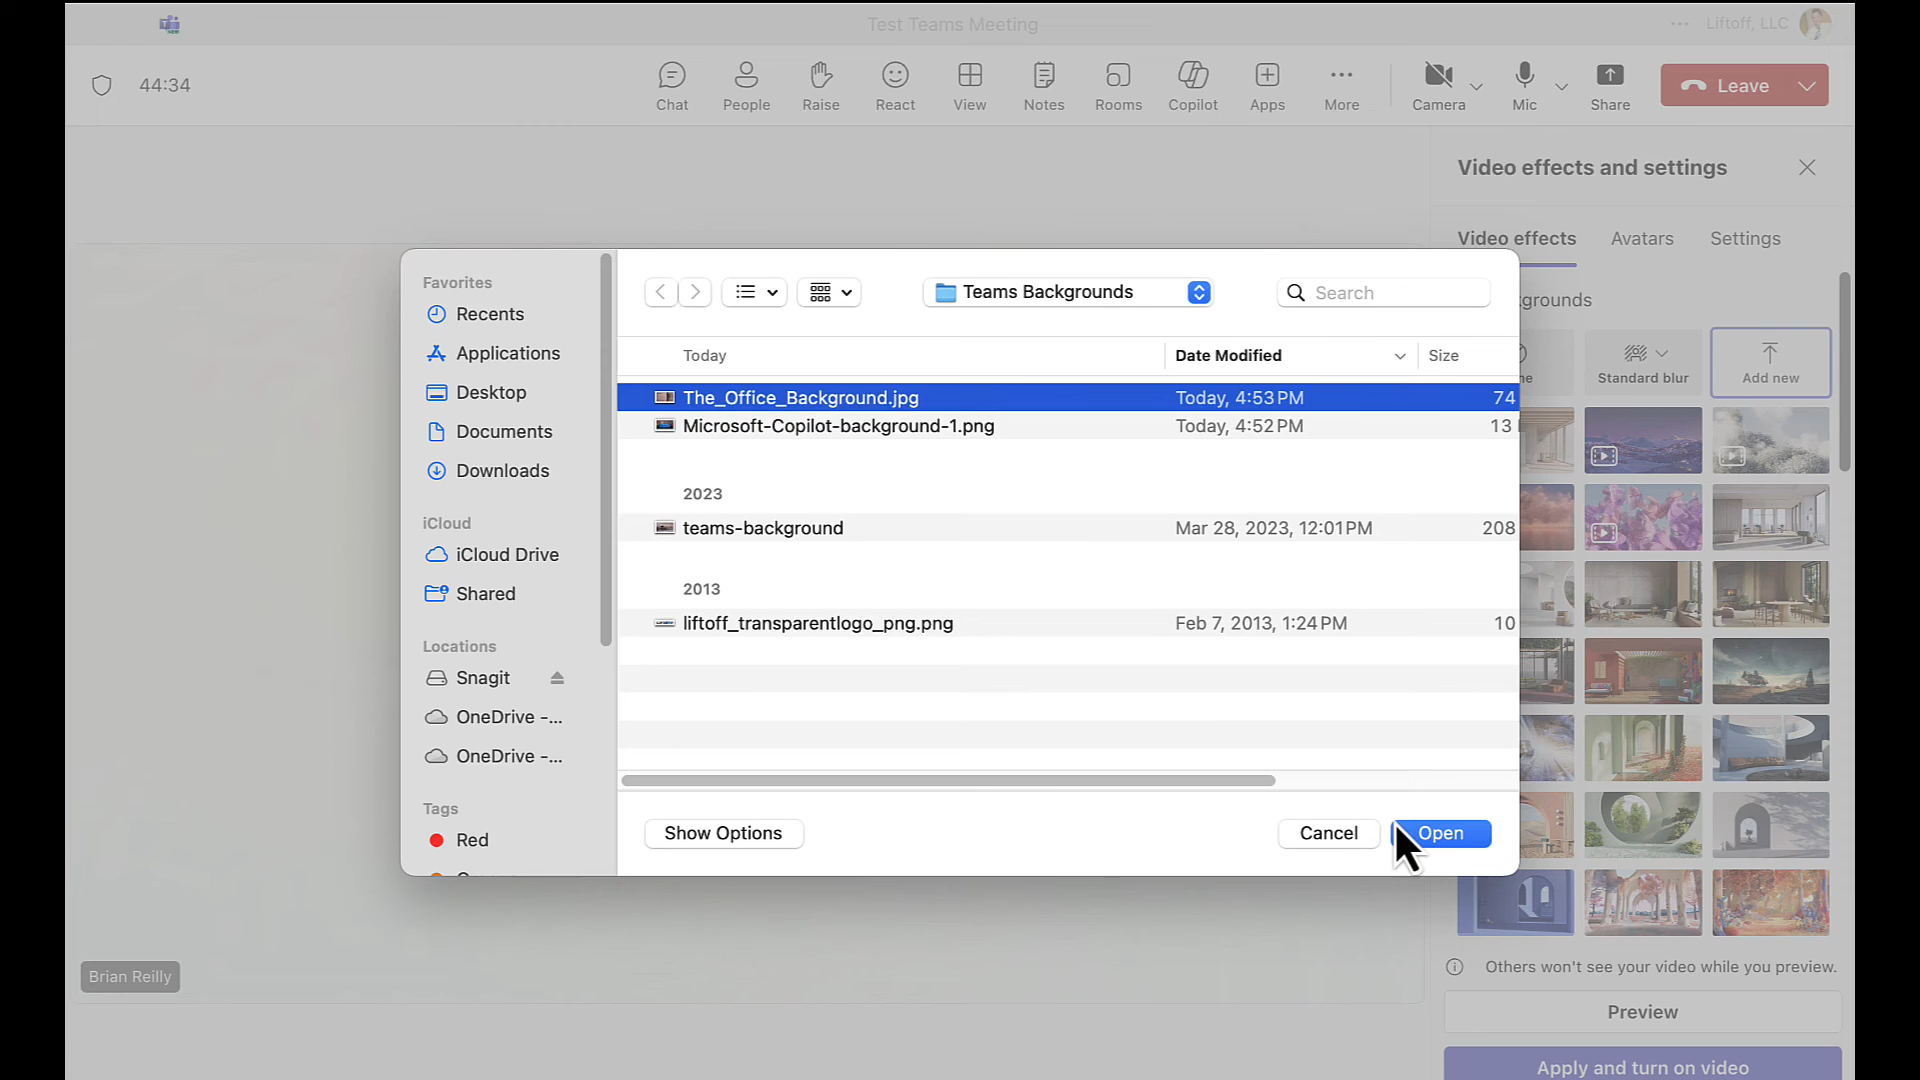 Test Teams Meeting
Liftoff, LLC
44:34
Chat
People
Raise
React
View
Notes
Rooms
Copilot
Apps
More
Camera
Mic
Share
Leave
Video effects and settings
Video effects
Avatars
Settings
grounds
Standard blur
Add new
Favorites
Recents
Applications
Desktop
Documents
Downloads
iCloud
iCloud Drive
Shared
Locations
Snagit
OneDrive -...
OneDrive -...
Tags
Red
Teams Backgrounds
Search
Today
Date Modified
Size
The_Office_Background.jpg
Today, 4:53 PM
74
Microsoft-Copilot-background-1.png
Today, 4:52 PM
13
2023
teams-background
Mar 28, 2023, 12:01 PM
208
2013
liftoff_transparentlogo_png.png
Feb 7, 2013, 1:24 PM
10
Show Options
Cancel
Open
Brian Reilly
Others won't see your video while you preview.
Preview
Apply and turn on video